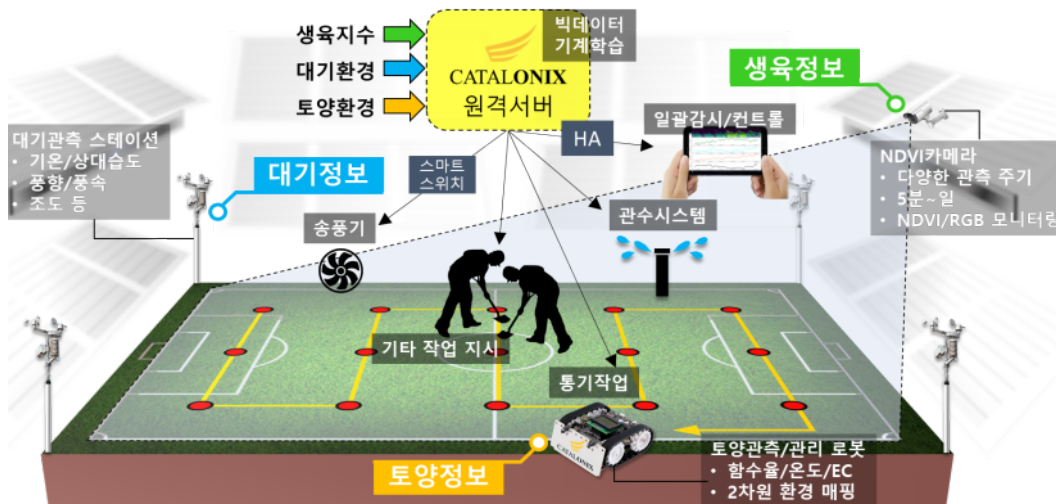 생육지수
대기환경
토양환경
빅데이터
기계학습
CATALONIX
원격서버
생육정보
일괄감시/컨트롤
HA
대기관측 스테이션
• 기온/상대습도
• 풍향/풍속
• 조도 등
대기정보
스마트
스위치
NDVI카메라
• 다양한 관측 주기
• 5분~일
• NDVI/RGB 모니터링
송풍기
관수시스템
기타 작업 지시
통기작업
CATALONIX
토양정보
토양관측/관리 로봇
• 함수율/온도/EC
• 2차원 환경 매핑